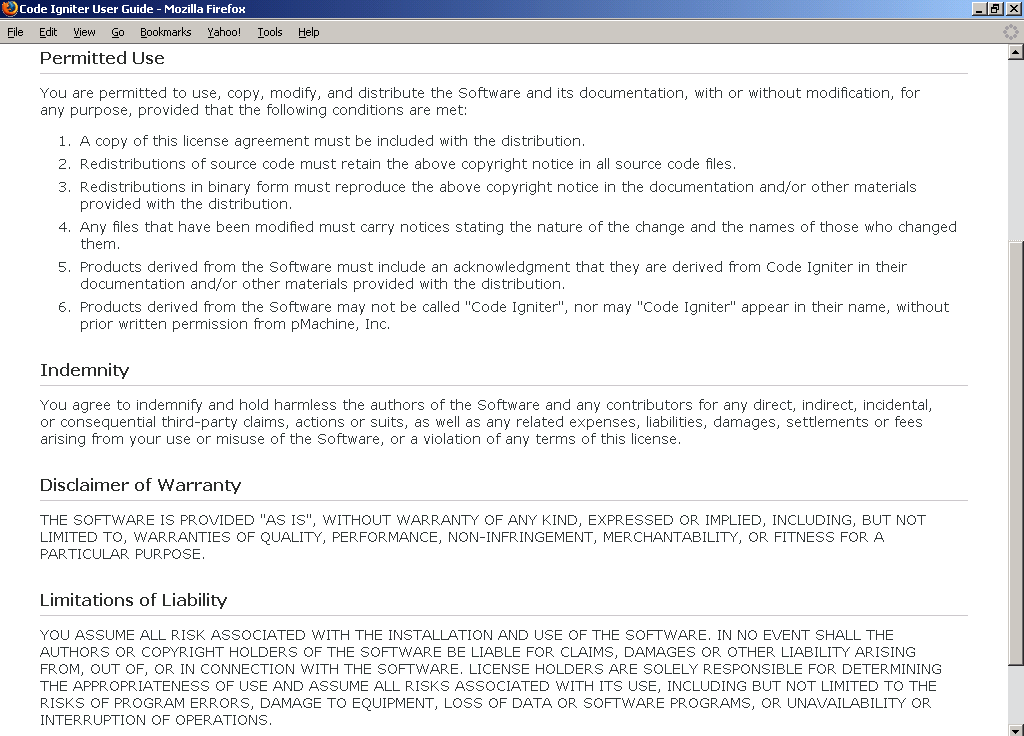 Code Igniter User Guide - Mozilla Firefox
File Edit View Go Bookmarks Yahoo! Tools Help
Permitted Use
You are permitted to use, copy, modify, and distribute the Software and its documentation, with or without modification, for
any purpose, provided that the following conditions are met:
1. A copy of this license agreement must be included with the distribution.
2. Redistributions of source code must retain the above copyright notice in all source code files.
3. Redistributions in binary form must reproduce the above copyright notice in the documentation and/or other materials
provided with the distribution.
4. Any files that have been modified must carry notices stating the nature of the change and the names of those who changed
them.
5. Products derived from the Software must include an acknowledgment that they are derived from Code Igniter in their
documentation and/or other materials provided with the distribution.
6. Products derived from the Software may not be called "Code Igniter", nor may "Code Igniter" appear in their name, without
prior written permission from pMachine, Inc.
Indemnity
You agree to indemnify and hold harmless the authors of the Software and any contributors for any direct, indirect, incidental,
or consequential third-party claims, actions or suits, as well as any related expenses, liabilities, damages, settlements or fees
arising from your use or misuse of the Software, or a violation of any terms of this license.
Disclaimer of Warranty
THE SOFTWARE IS PROVIDED "AS IS", WITHOUT WARRANTY OF ANY KIND, EXPRESSED OR IMPLIED, INCLUDING, BUT NOT
LIMITED TO, WARRANTIES OF QUALITY, PERFORMANCE, NON-INFRINGEMENT, MERCHANTABILITY, OR FITNESS FOR A
PARTICULAR PURPOSE.
Limitations of Liability
YOU ASSUME ALL RISK ASSOCIATED WITH THE INSTALLATION AND USE OF THE SOFTWARE. IN NO EVENT SHALL THE
AUTHORS OR COPYRIGHT HOLDERS OF THE SOFTWARE BE LIABLE FOR CLAIMS, DAMAGES OR OTHER LIABILITY ARISING
FROM, OUT OF, OR IN CONNECTION WITH THE SOFTWARE. LICENSE HOLDERS ARE SOLELY RESPONSIBLE FOR DETERMINING
THE APPROPRIATENESS OF USE AND ASSUME ALL RISKS ASSOCIATED WITH ITS USE, INCLUDING BUT NOT LIMITED TO THE
RISKS OF PROGRAM ERRORS, DAMAGE TO EQUIPMENT, LOSS OF DATA OR SOFTWARE PROGRAMS, OR UNAVAILABILITY OR
INTERRUPTION OF OPERATIONS.